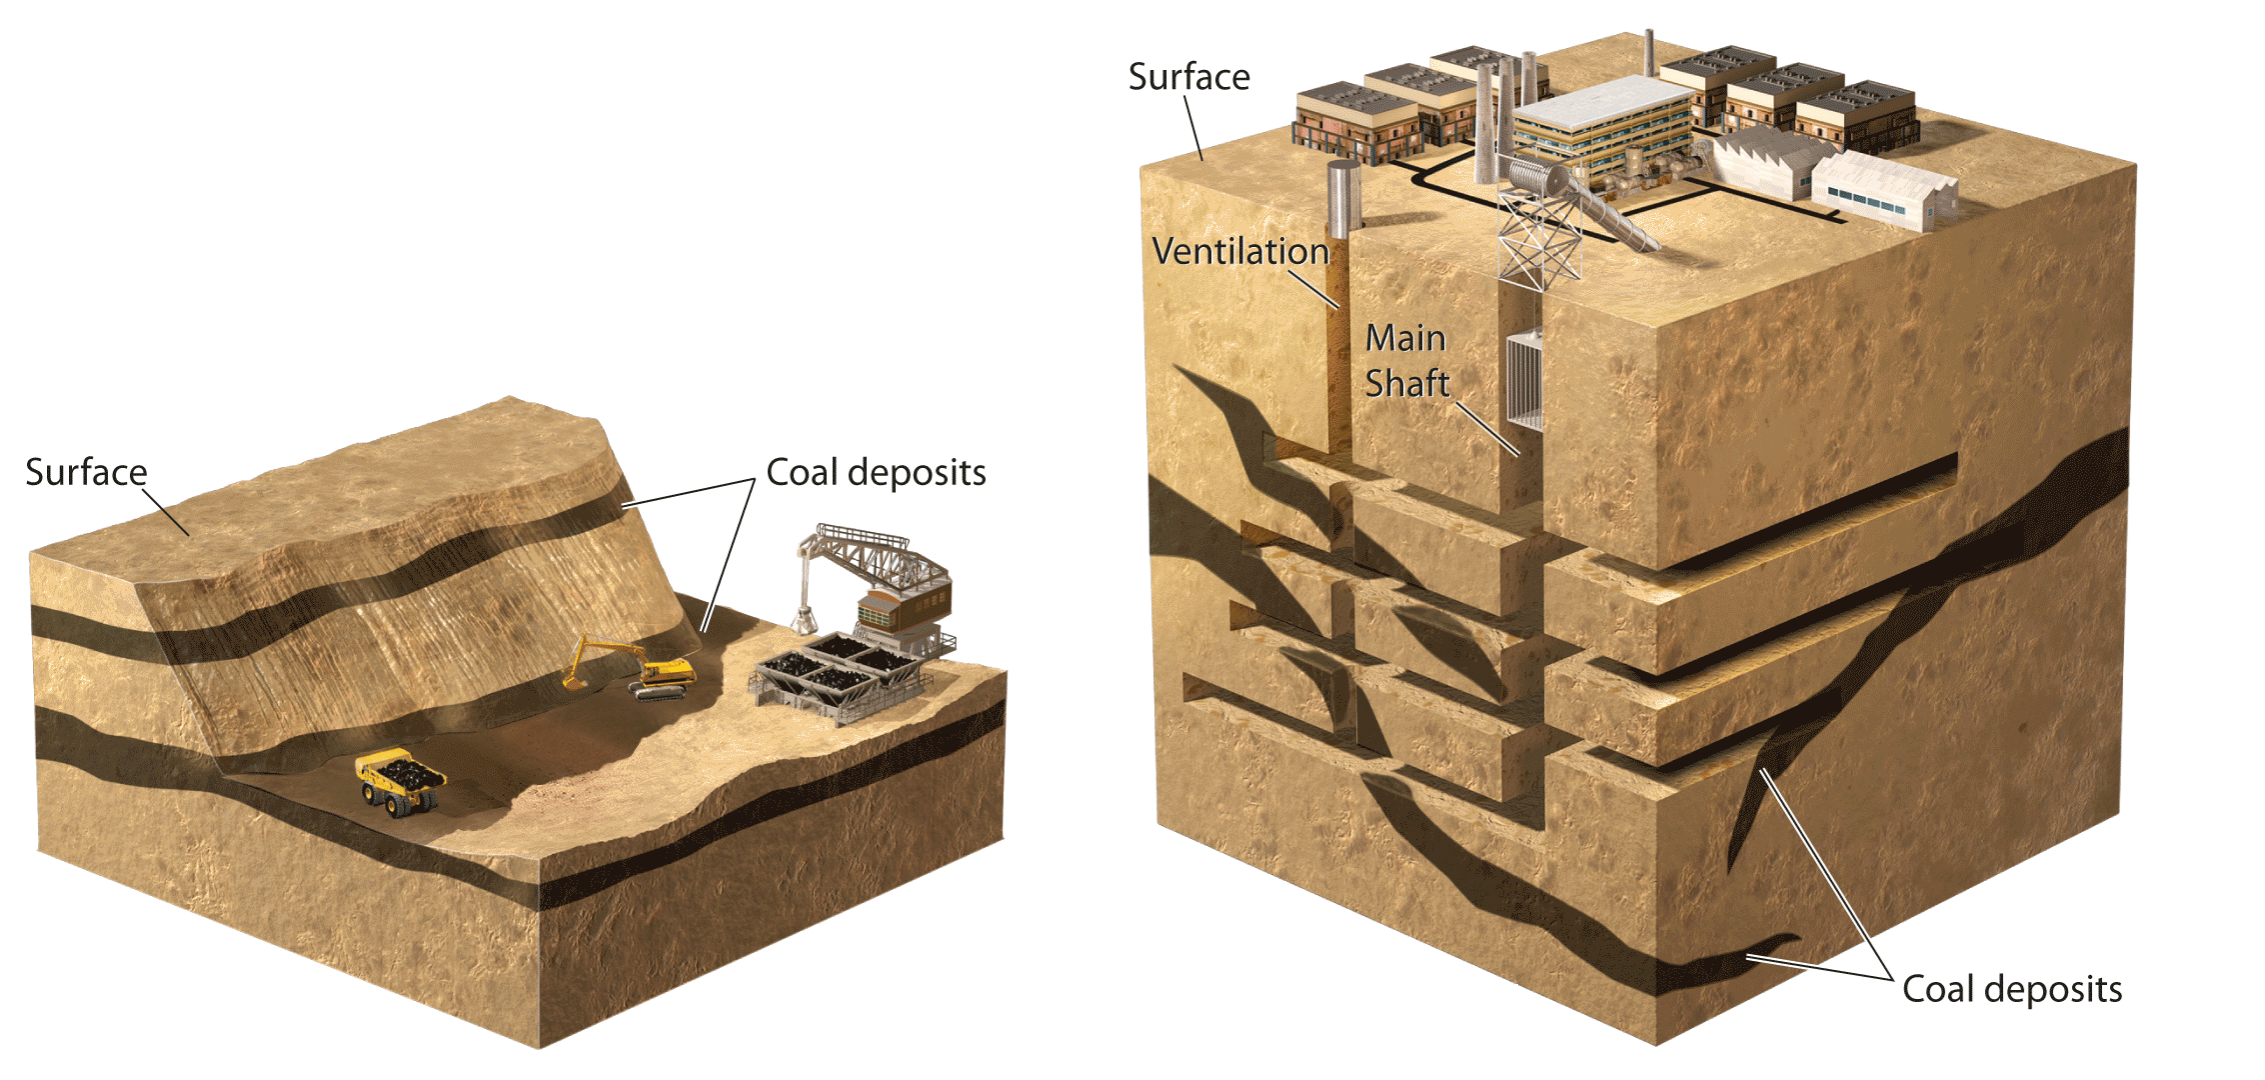 Surface
Coal deposits
Surface
Ventilation
Main
Shaft
Coal deposits